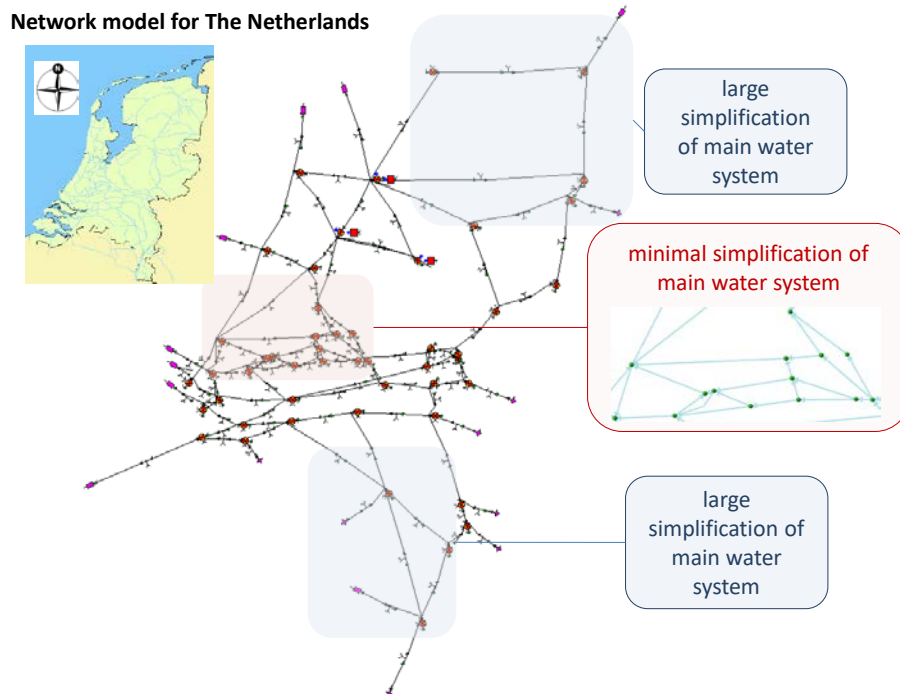 Network model for The Netherlands
N
large
simplification
of main water
system
minimal simplification of
main water system
large
simplification of
main water
system